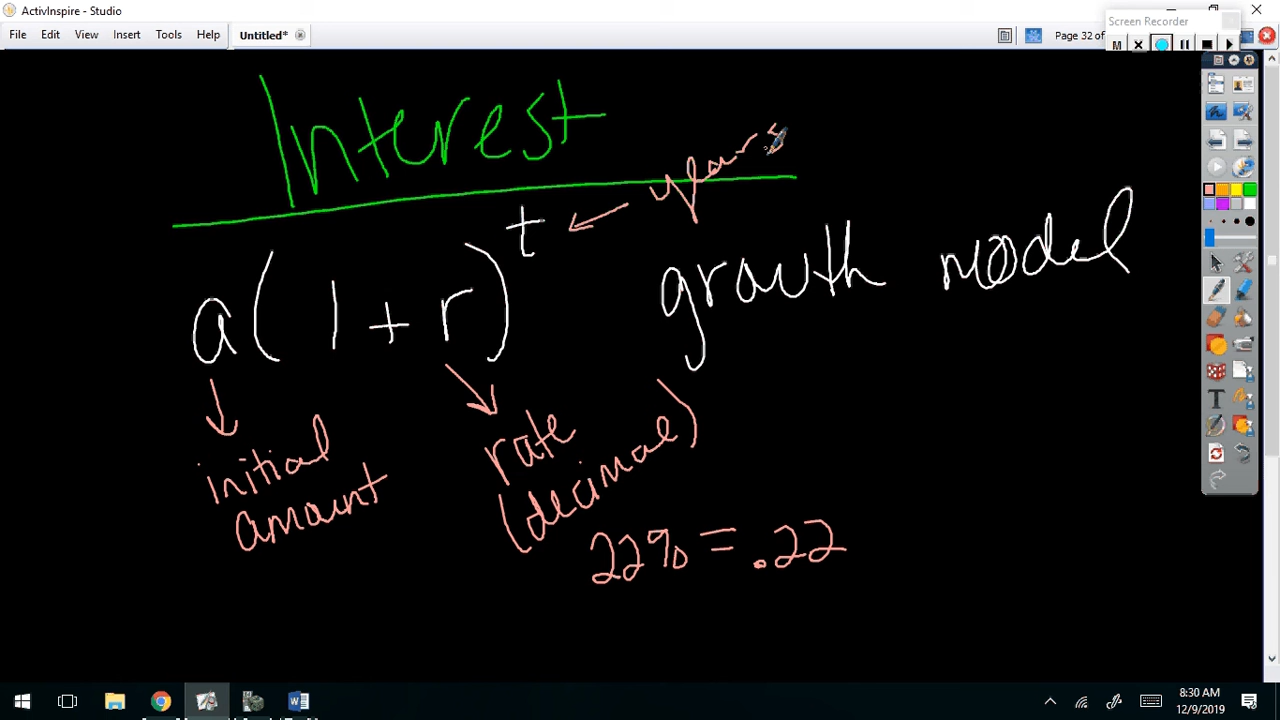 ActivInspire - Studio
Screen Recorder
File Edit View Insert Tools Help Untitled*
Page 32 of
Interest
years
a(1+r)^t
growth model
initial
amount
rate
(decimal)
22% = .22
8:30 AM
12/9/2019